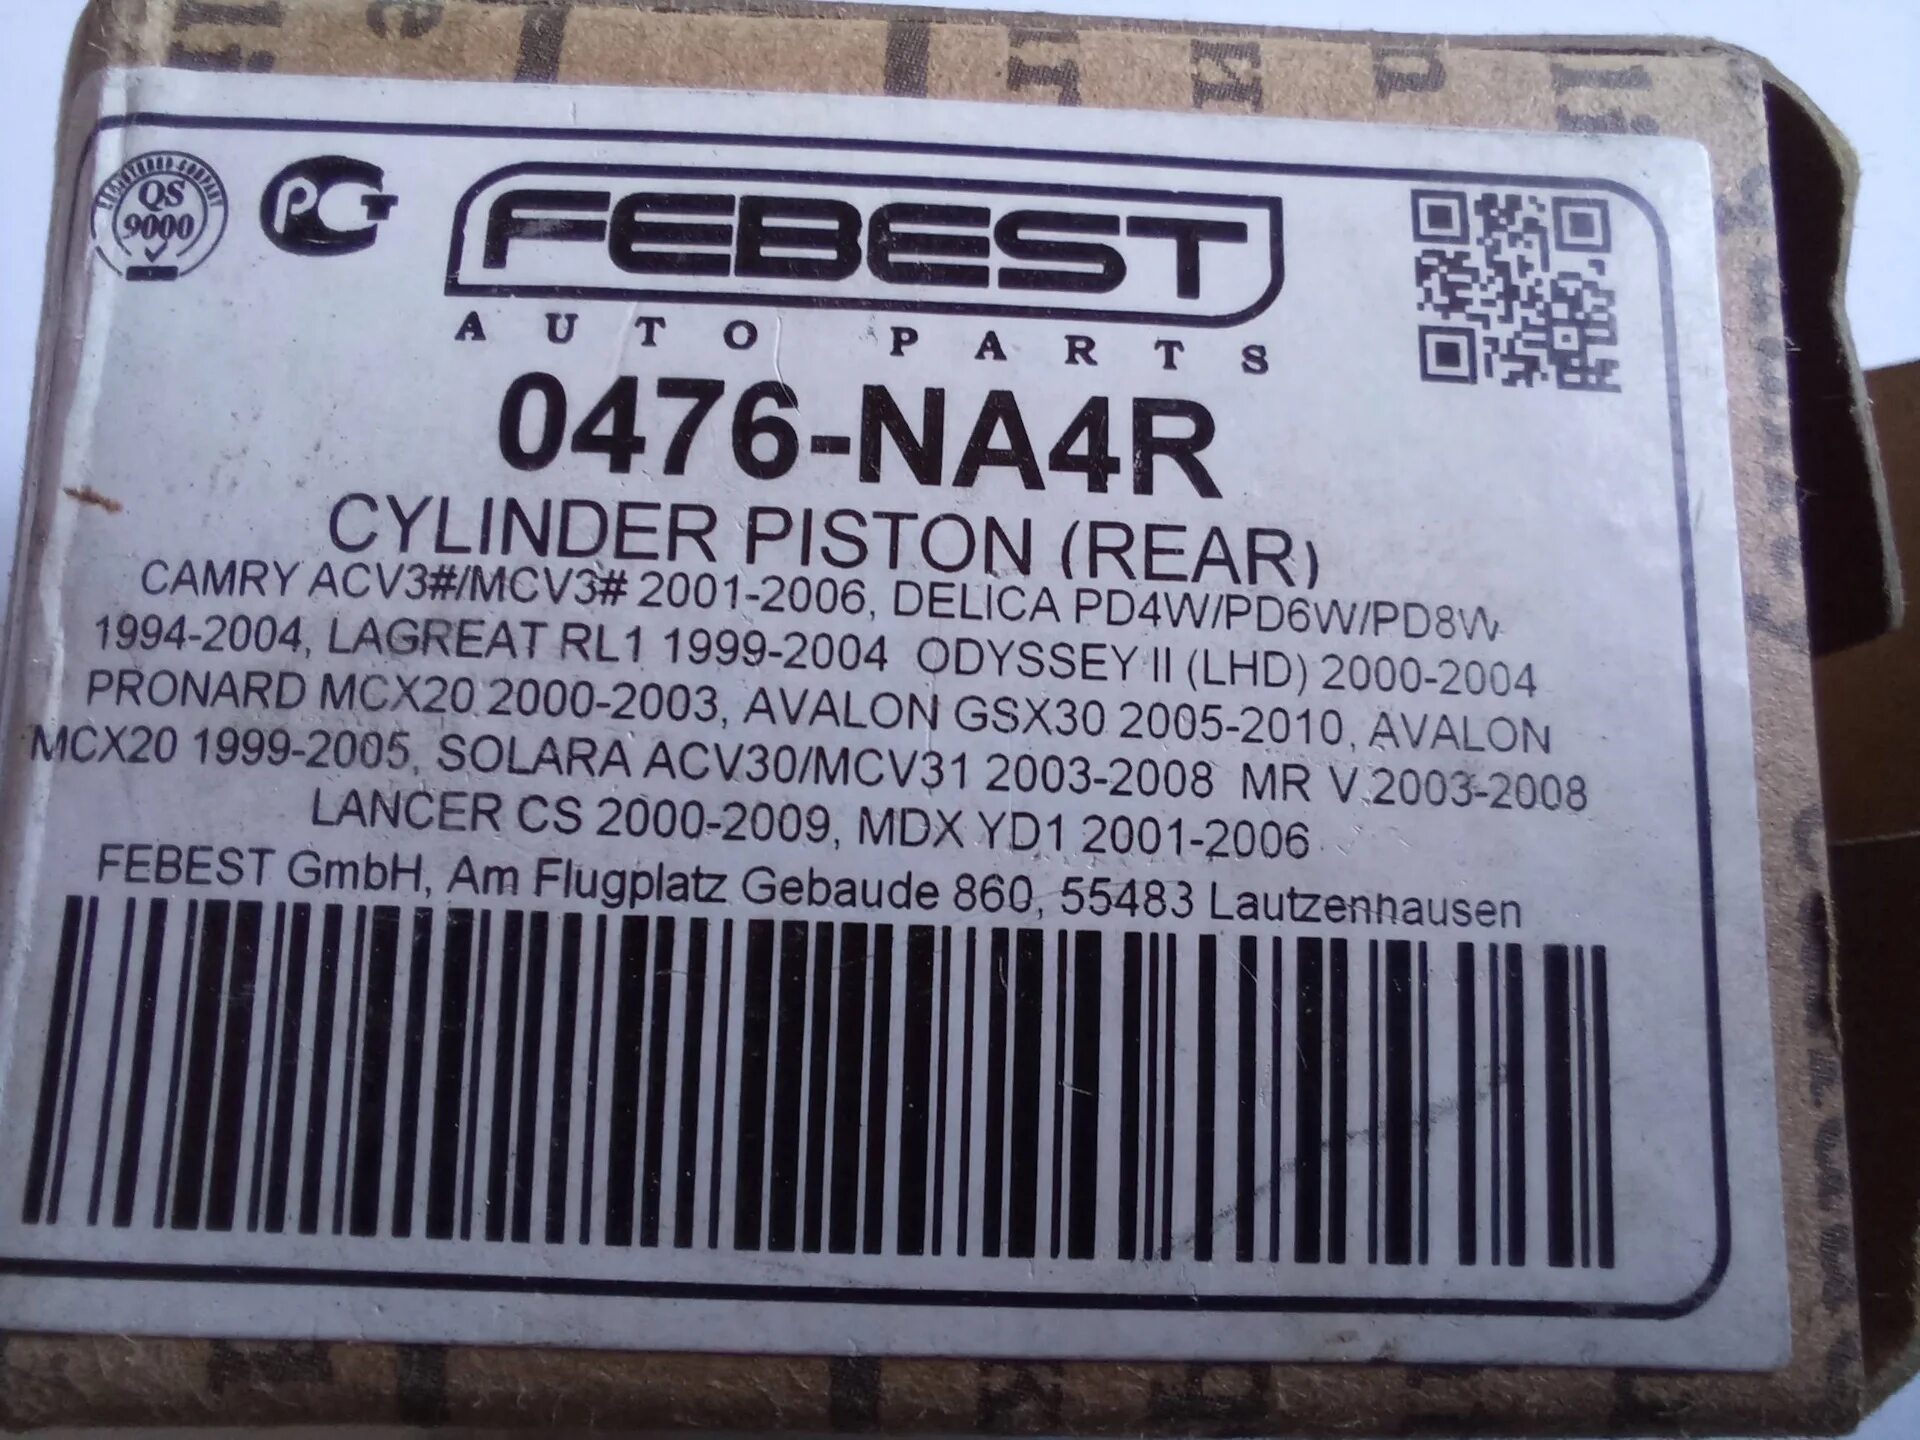 QS
9000
РСТ
FEBEST
AUTO PARTS
0476-NA4R
CYLINDER PISTON (REAR)
CAMRY ACV3#/MCV3# 2001-2006, DELICA PD4W/PD6W/PD8W
1994-2004, LAGREAT RL1 1999-2004 ODYSSEY II (LHD) 2000-2004
PRONARD MCX20 2000-2003, AVALON GSX30 2005-2010, AVALON
MCX20 1999-2005, SOLARA ACV30/MCV31 2003-2008 MR V 2003-2008
LANCER CS 2000-2009, MDX YD1 2001-2006
FEBEST GmbH, Am Flugplatz Gebaude 860, 55483 Lautzenhausen